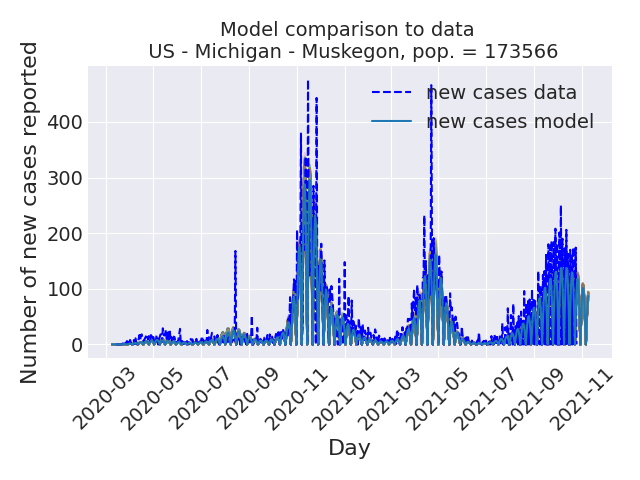 Model comparison to data
US - Michigan - Muskegon, pop. = 173566
Number of new cases reported
new cases data
new cases model
400
300
200
100
0
2020-03
2020-05
2020-07
2020-09
2020-11
2021-01
2021-03
2021-05
2021-07
2021-09
2021-11
Day